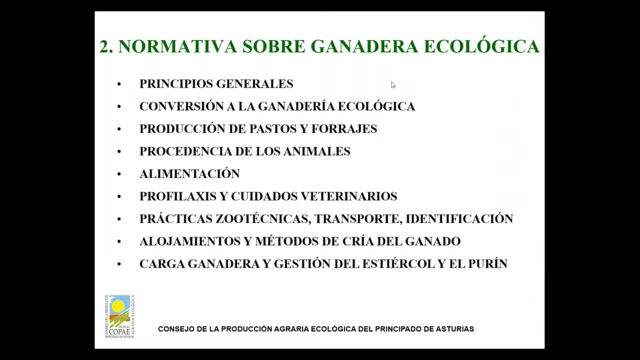 2. NORMATIVA SOBRE GANADERA ECOLÓGICA
• PRINCIPIOS GENERALES
• CONVERSIÓN A LA GANADERÍA ECOLÓGICA
• PRODUCCIÓN DE PASTOS Y FORRAJES
• PROCEDENCIA DE LOS ANIMALES
• ALIMENTACIÓN
• PROFILAXIS Y CUIDADOS VETERINARIOS
• PRÁCTICAS ZOOTÉCNICAS, TRANSPORTE, IDENTIFICACIÓN
• ALOJAMIENTOS Y MÉTODOS DE CRÍA DEL GANADO
• CARGA GANADERA Y GESTIÓN DEL ESTIÉRCOL Y EL PURÍN
COPAE
CONSEJO DE LA PRODUCCIÓN AGRARIA ECOLÓGICA DEL PRINCIPADO DE ASTURIAS